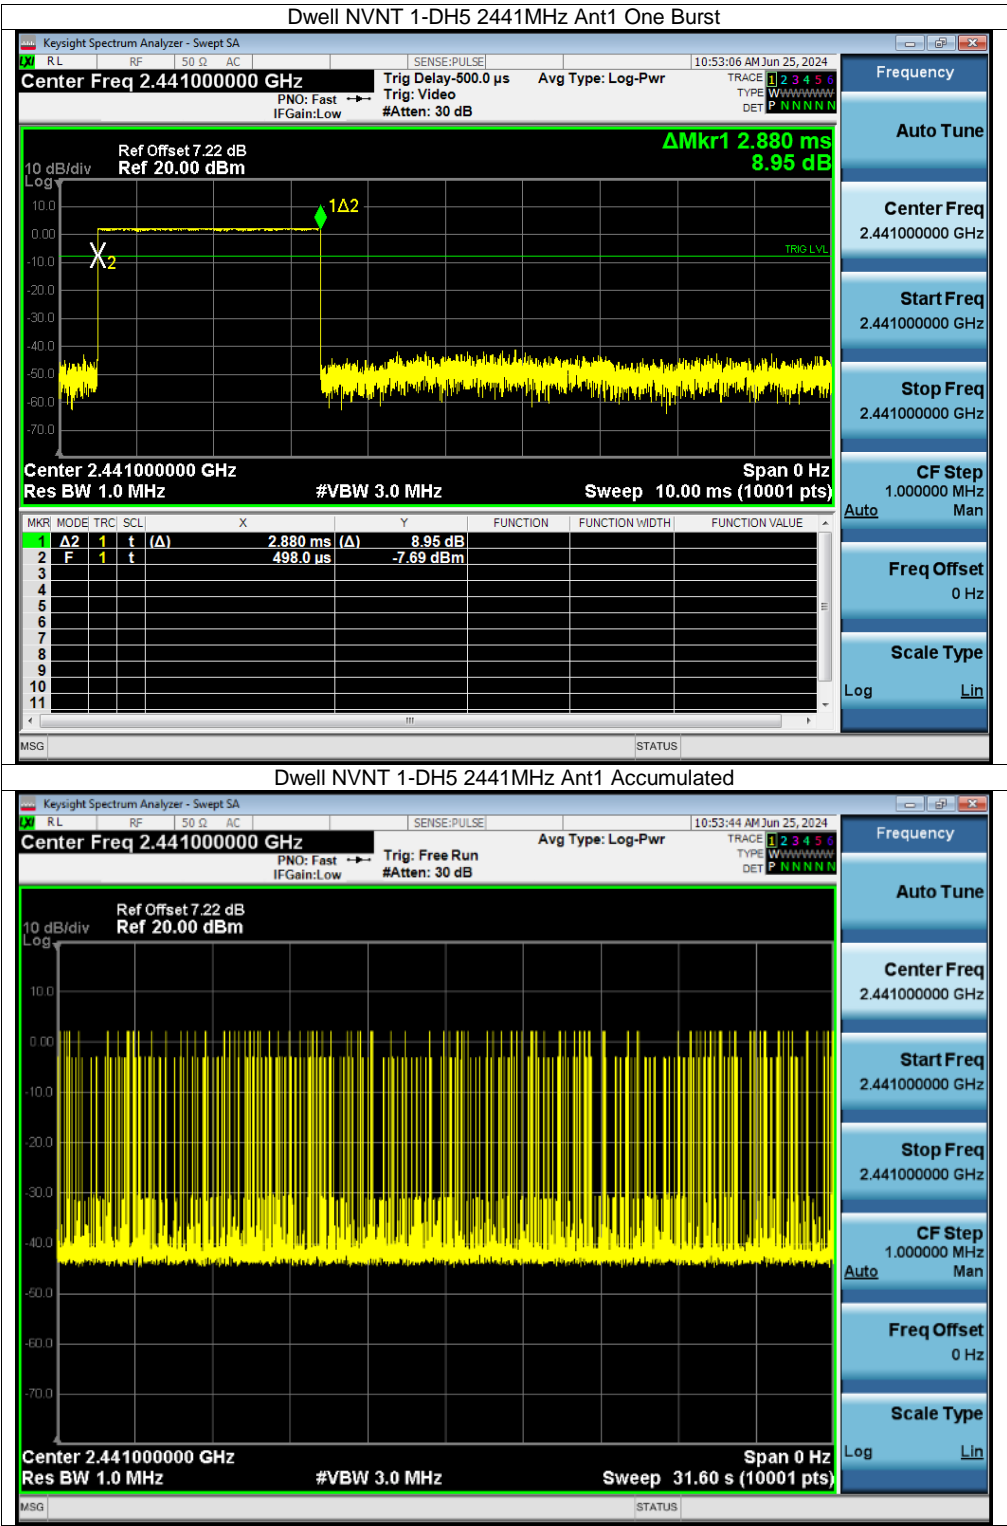 Dwell NVNT 1-DH5 2441MHz Ant1 One Burst
Keysight Spectrum Analyzer - Swept SA
LXI RL RF 50 Ω AC SENSE:PULSE 10:53:06 AM Jun 25, 2024
Center Freq 2.441000000 GHz
PNO: Fast
IFGain:Low
Trig Delay-500.0 µs
Trig: Video
#Atten: 30 dB
Avg Type: Log-Pwr
TRACE 1 2 3 4 5 6
TYPE WWWWWWW
DET P N N N N N
Frequency
Auto Tune
Center Freq
2.441000000 GHz
Start Freq
2.441000000 GHz
Stop Freq
2.441000000 GHz
CF Step
1.000000 MHz
Auto Man
Freq Offset
0 Hz
Scale Type
Log Lin
ΔMkr1 2.880 ms
8.95 dB
Ref Offset 7.22 dB
10 dB/div Ref 20.00 dBm
Log
10.0
0.00
-10.0
-20.0
-30.0
-40.0
-50.0
-60.0
-70.0
1Δ2
X2
TRIG LVL
Center 2.441000000 GHz Span 0 Hz
Res BW 1.0 MHz #VBW 3.0 MHz Sweep 10.00 ms (10001 pts)
MKR MODE TRC SCL X Y FUNCTION FUNCTION WIDTH FUNCTION VALUE
1 Δ2 1 t (Δ) 2.880 ms (Δ) 8.95 dB
2 F 1 t 498.0 µs -7.69 dBm
3
4
5
6
7
8
9
10
11
MSG STATUS
Dwell NVNT 1-DH5 2441MHz Ant1 Accumulated
Keysight Spectrum Analyzer - Swept SA
LXI RL RF 50 Ω AC SENSE:PULSE 10:53:44 AM Jun 25, 2024
Center Freq 2.441000000 GHz
PNO: Fast
IFGain:Low
Trig: Free Run
#Atten: 30 dB
Avg Type: Log-Pwr
TRACE 1 2 3 4 5 6
TYPE WWWWWWW
DET P N N N N N
Frequency
Auto Tune
Center Freq
2.441000000 GHz
Start Freq
2.441000000 GHz
Stop Freq
2.441000000 GHz
CF Step
1.000000 MHz
Auto Man
Freq Offset
0 Hz
Scale Type
Log Lin
Ref Offset 7.22 dB
10 dB/div Ref 20.00 dBm
Log
10.0
0.00
-10.0
-20.0
-30.0
-40.0
-50.0
-60.0
-70.0
Center 2.441000000 GHz Span 0 Hz
Res BW 1.0 MHz #VBW 3.0 MHz Sweep 31.60 s (10001 pts)
MSG STATUS